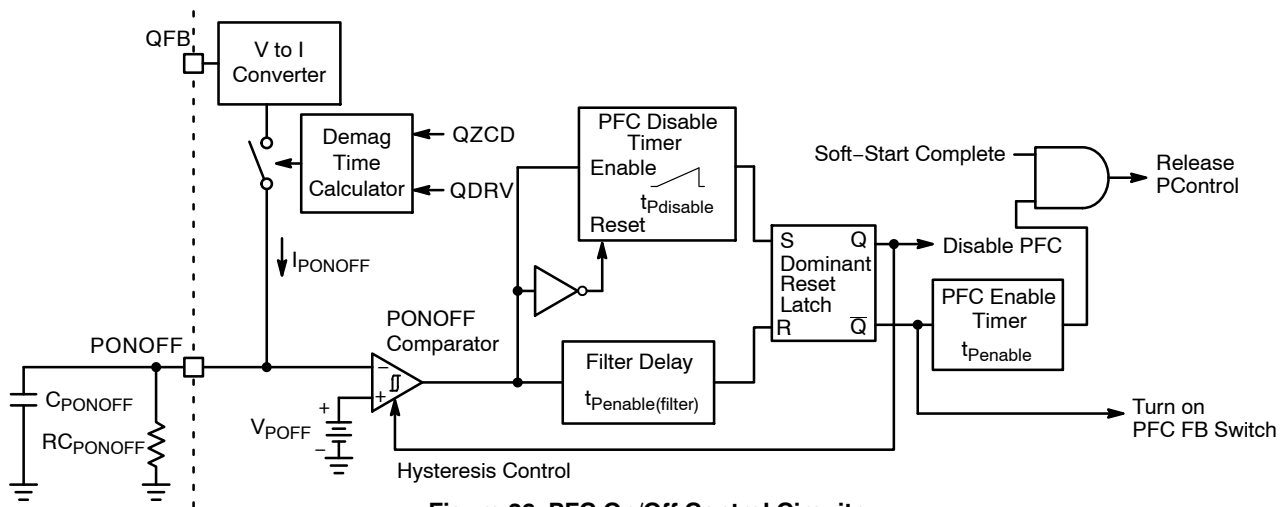 QFB
V to I
Converter
Demag
Time
Calculator
QZCD
QDRV
PFC Disable
Timer
Enable
tPdisable
Reset
Soft−Start Complete
Release
PControl
IPONOFF
S Q
Dominant
Reset
Latch
R Q
Disable PFC
PFC Enable
Timer
tPenable
PONOFF
Comparator
PONOFF
−
+
Filter Delay
tPenable(filter)
CPONOFF
RCPONOFF
VPOFF
+
−
Turn on
PFC FB Switch
Hysteresis Control